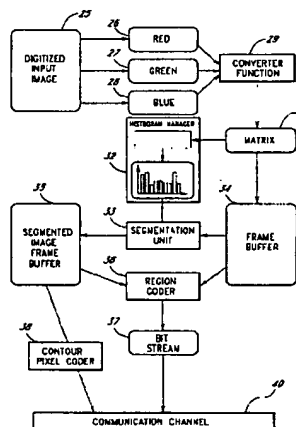 25
26
RED
29
DIGITIZED
INPUT
IMAGE
27
GREEN
CONVERTER
FUNCTION
28
BLUE
HISTOGRAM MANAGER
MATRIX
32
35
34
SEGMENTED
IMAGE
FRAME
BUFFER
33
SEGMENTATION
UNIT
FRAME
BUFFER
36
REGION
CODER
37
38
BIT
STREAM
CONTOUR
PIXEL CODER
40
COMMUNICATION CHANNEL